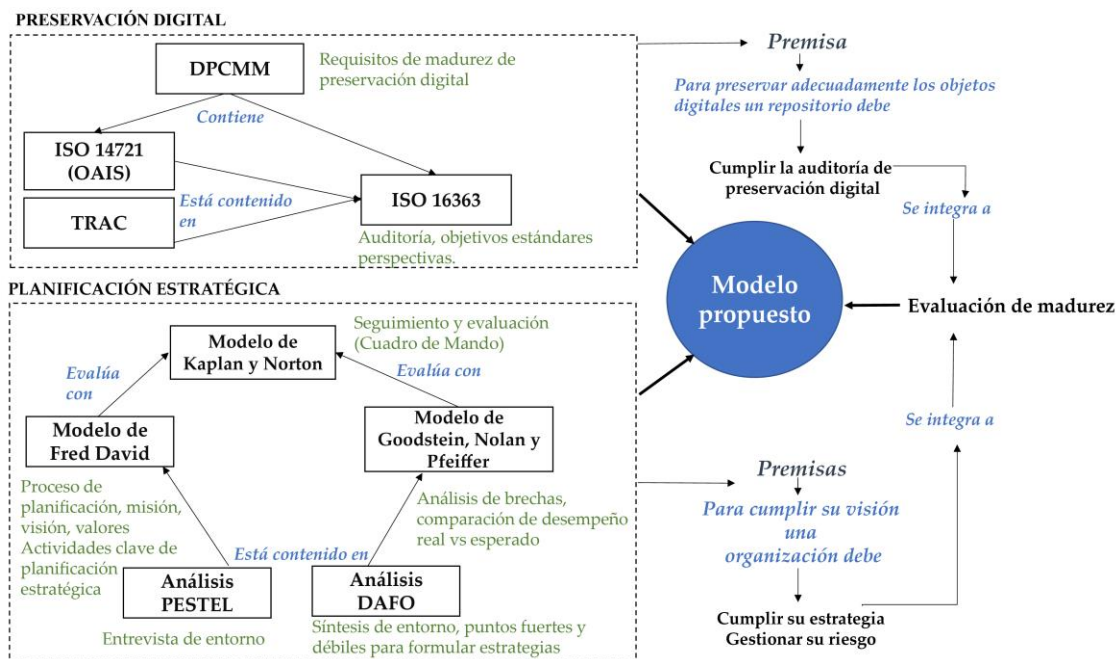 PRESERVACIÓN DIGITAL
DPCMM
Requisitos de madurez de
preservación digital
Contiene
ISO 14721
(OAIS)
TRAC
Está contenido
en
ISO 16363
Auditoría, objetivos estándares
perspectivas.
Premisa
Para preservar adecuadamente los objetos
digitales un repositorio debe
Cumplir la auditoría de
preservación digital
Se integra a
Modelo
propuesto
Evaluación de madurez
PLANIFICACIÓN ESTRATÉGICA
Modelo de
Kaplan y Norton
Seguimiento y evaluación
(Cuadro de Mando)
Evalúa
con
Evalúa con
Modelo de
Fred David
Modelo de
Goodstein, Nolan y
Pfeiffer
Proceso de
planificación, misión,
visión, valores
Actividades clave de
planificación
estratégica
Análisis de brechas,
comparación de desempeño
real vs esperado
Está contenido en
Análisis
PESTEL
Análisis
DAFO
Entrevista de entorno
Síntesis de entorno, puntos fuertes y
débiles para formular estrategias
Se integra a
Premisas
Para cumplir su visión
una
organización debe
Cumplir su estrategia
Gestionar su riesgo